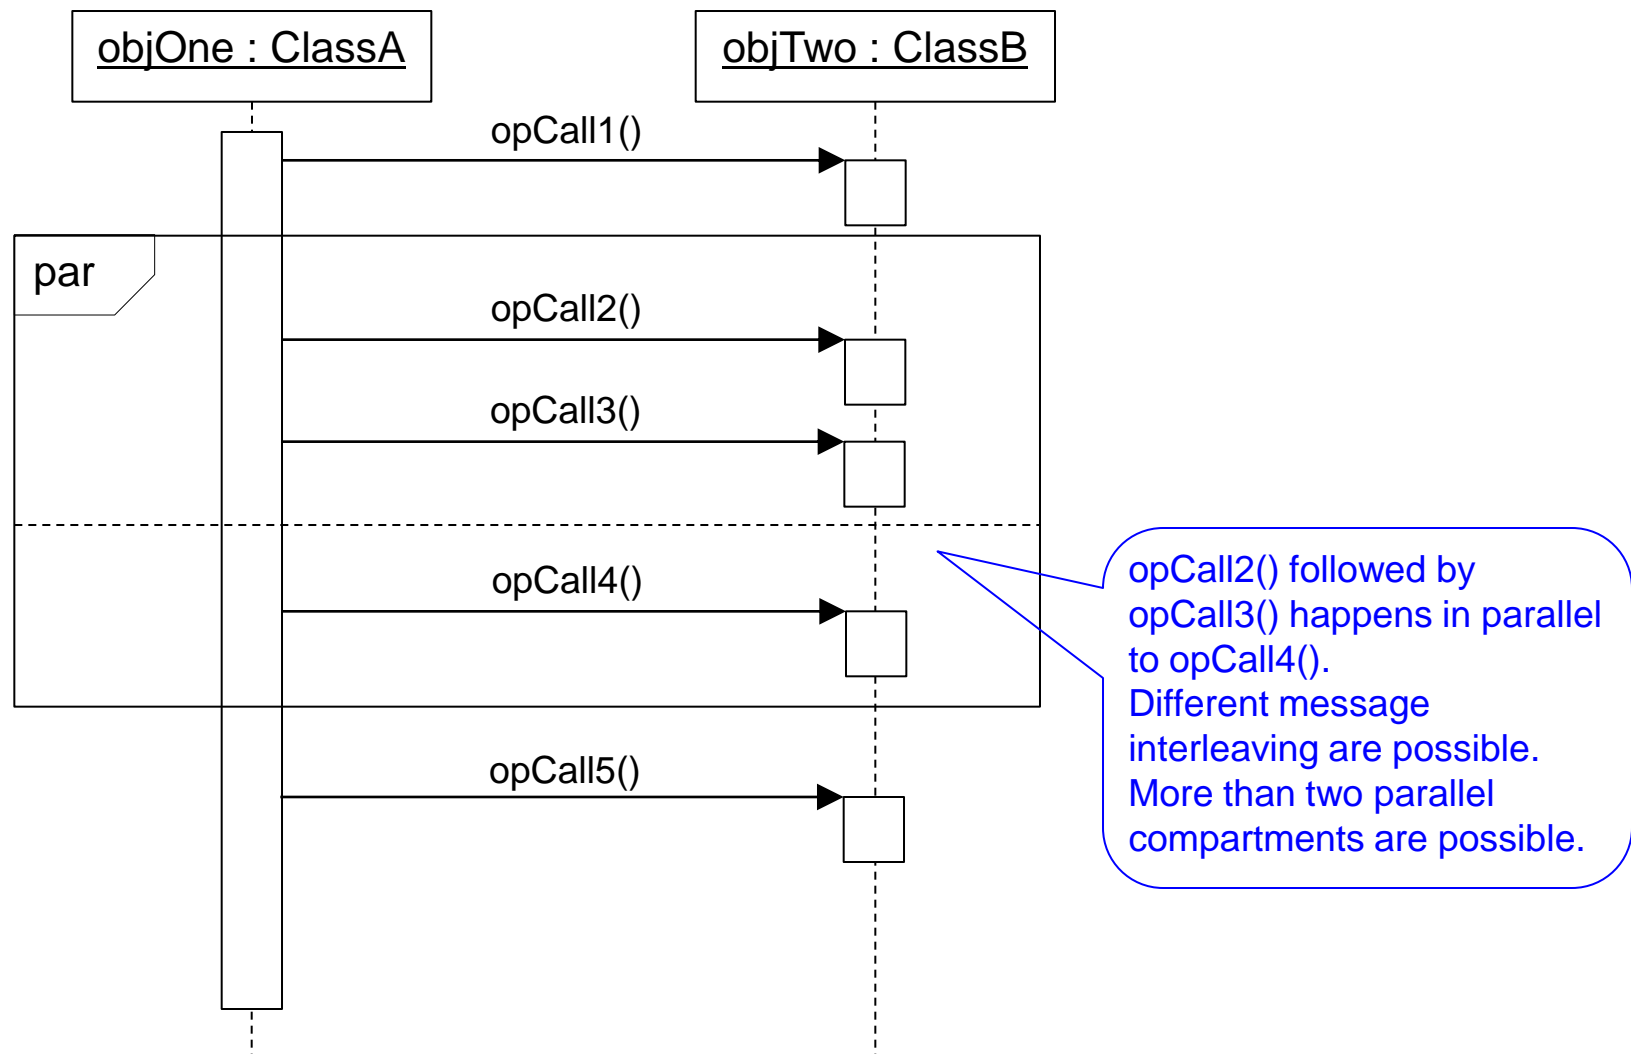 objOne : ClassA
objTwo : ClassB
opCall1()
par
opCall2()
opCall3()
opCall4()
opCall5()
opCall2() followed by
opCall3() happens in parallel
to opCall4().
Different message
interleaving are possible.
More than two parallel
compartments are possible.